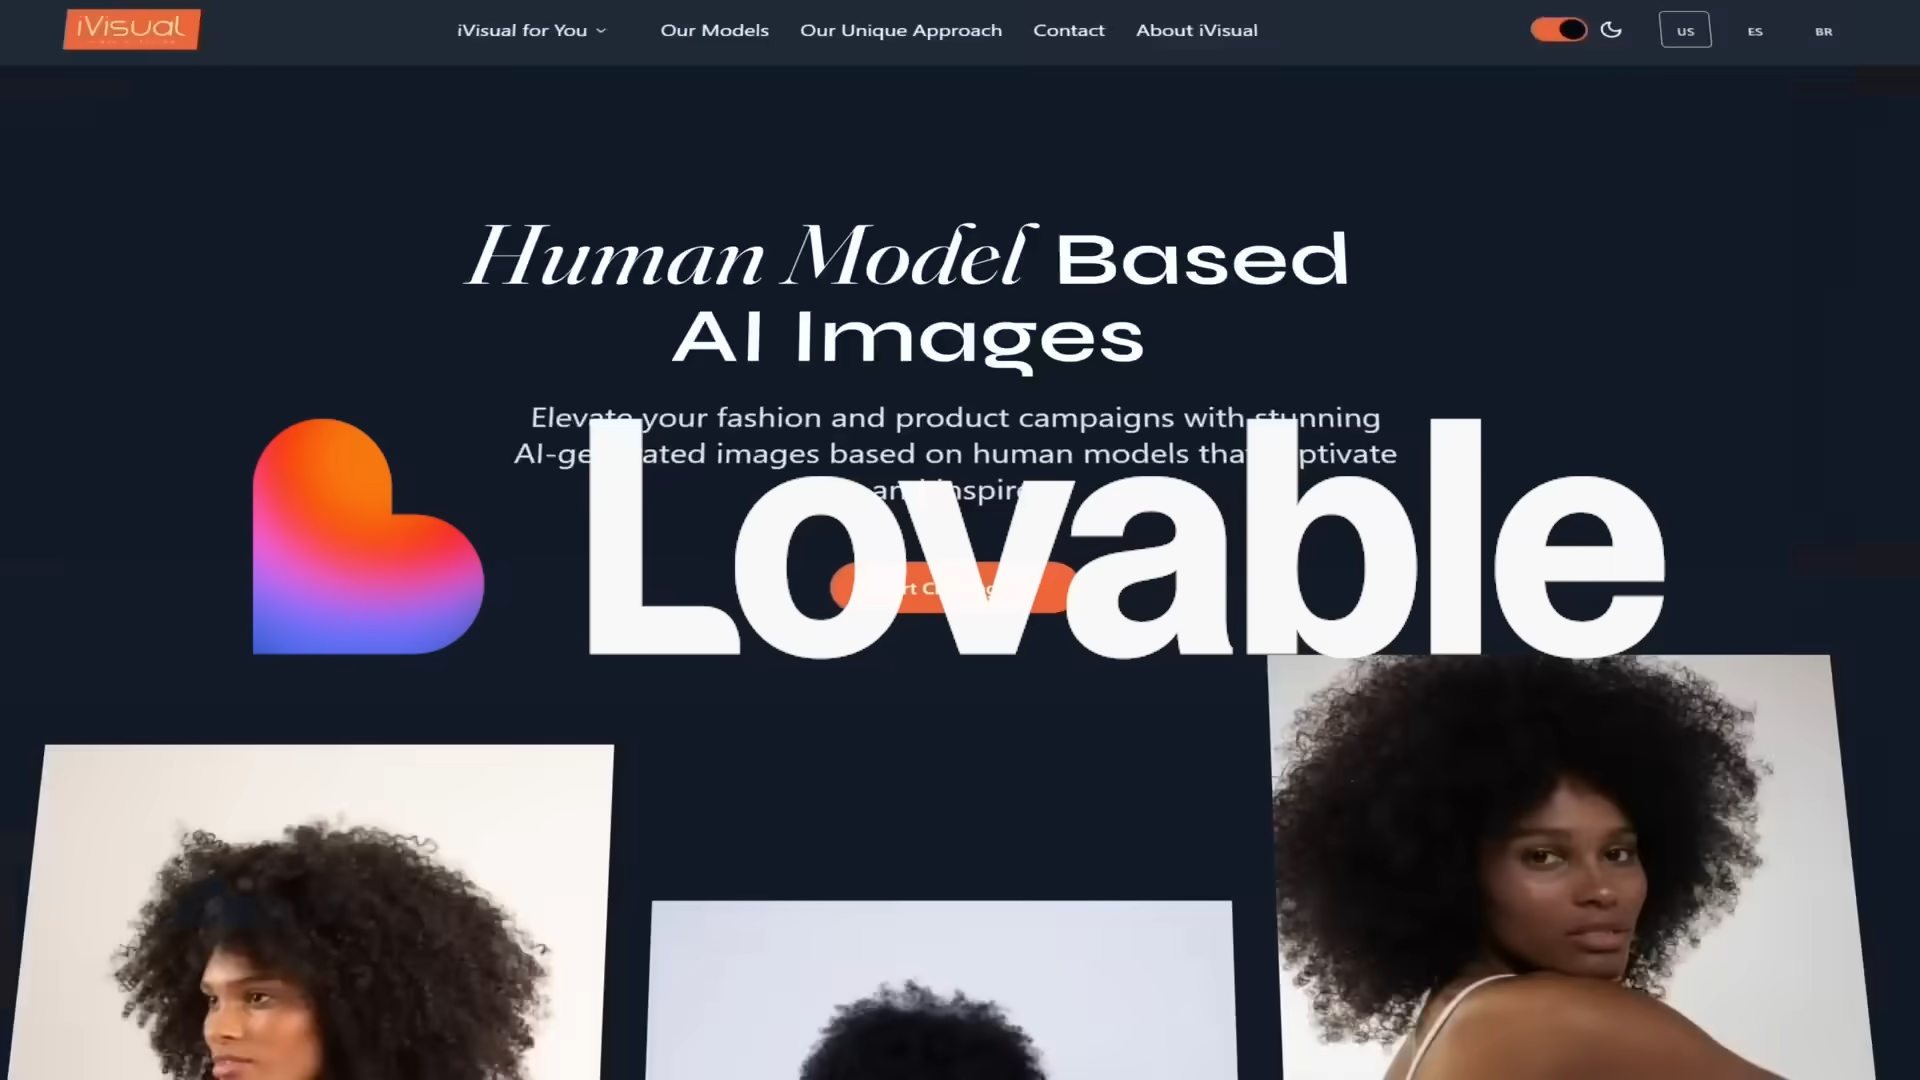 iVisual
iVisual for You
Our Models
Our Unique Approach
Contact
About iVisual
US
ES
BR
Human Model Based
AI Images
Elevate your fashion and product campaigns with stunning
AI-generated images based on human models that captivate
and inspire
Lovable